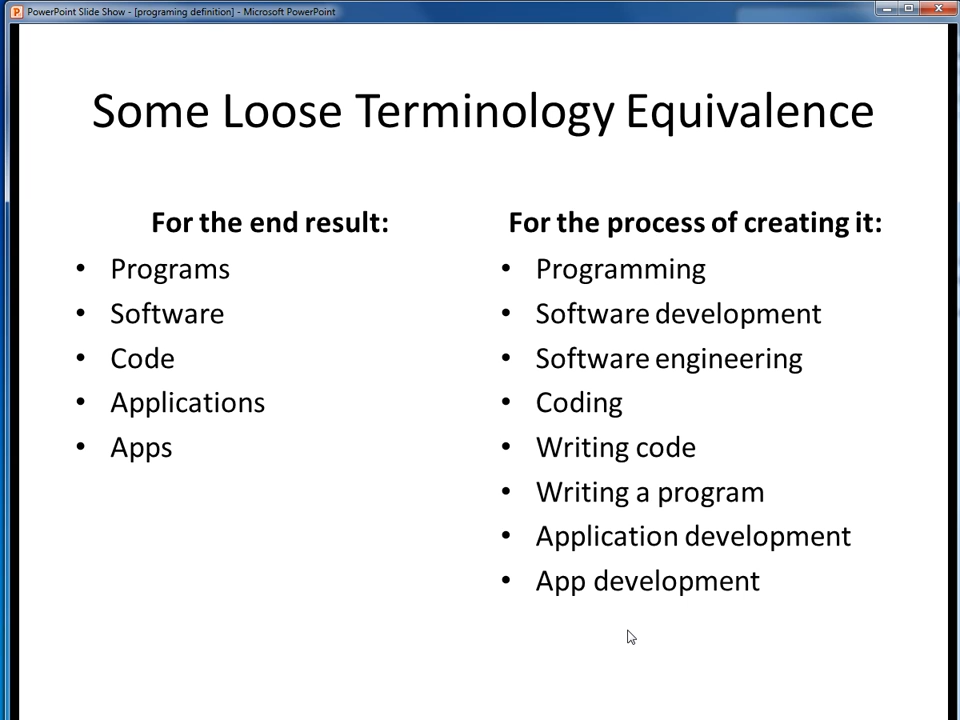 PowerPoint Slide Show - [programing definition] - Microsoft PowerPoint
Some Loose Terminology Equivalence
For the end result:
• Programs
• Software
• Code
• Applications
• Apps
For the process of creating it:
• Programming
• Software development
• Software engineering
• Coding
• Writing code
• Writing a program
• Application development
• App development